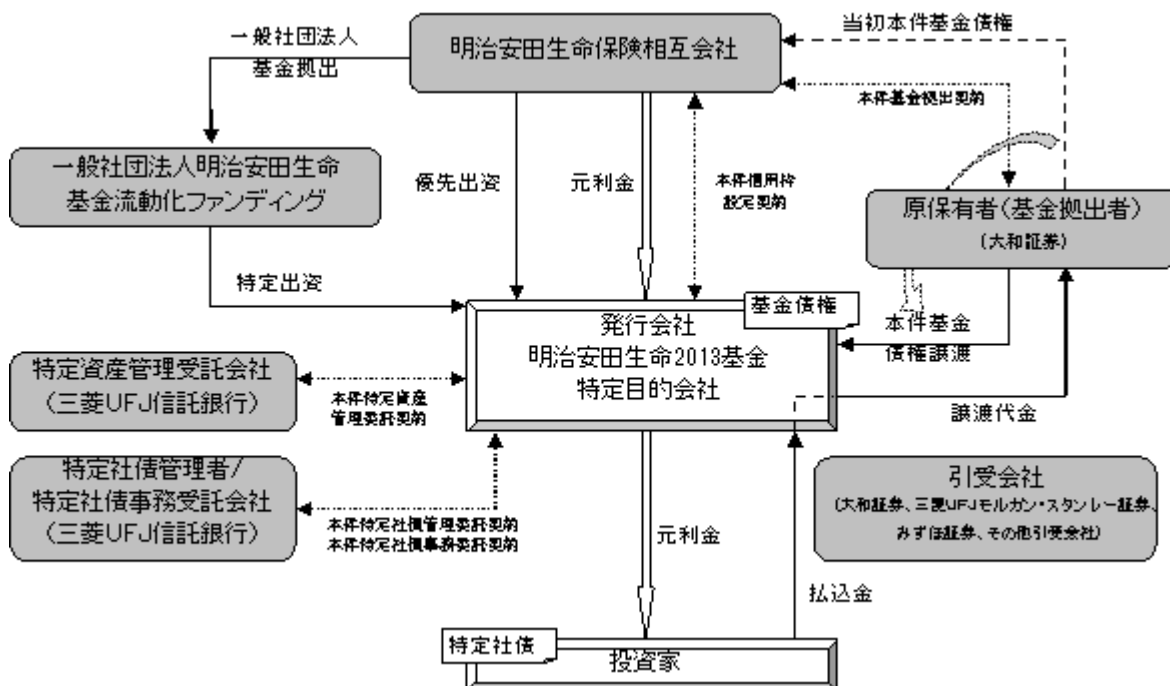 一般社団法人
基金拠出
明治安田生命保険相互会社
当初本件基金債権
本件基金拠出契約
一般社団法人明治安田生命
基金流動化ファンディング
優先出資
元利金
本件信用枠
設定契約
原保有者（基金拠出者）
（大和証券）
特定出資
基金債権
発行会社
明治安田生命2013基金
特定目的会社
本件基金
債権譲渡
特定資産管理受託会社
（三菱UFJ信託銀行）
本件特定資産
管理委託契約
譲渡代金
特定社債管理者/
特定社債事務受託会社
（三菱UFJ信託銀行）
本件特定社債管理委託契約
本件特定社債事務委託契約
引受会社
（大和証券、三菱UFJモルガン・スタンレー証券、
みずほ証券、その他引受会社）
元利金
払込金
特定社債
投資家